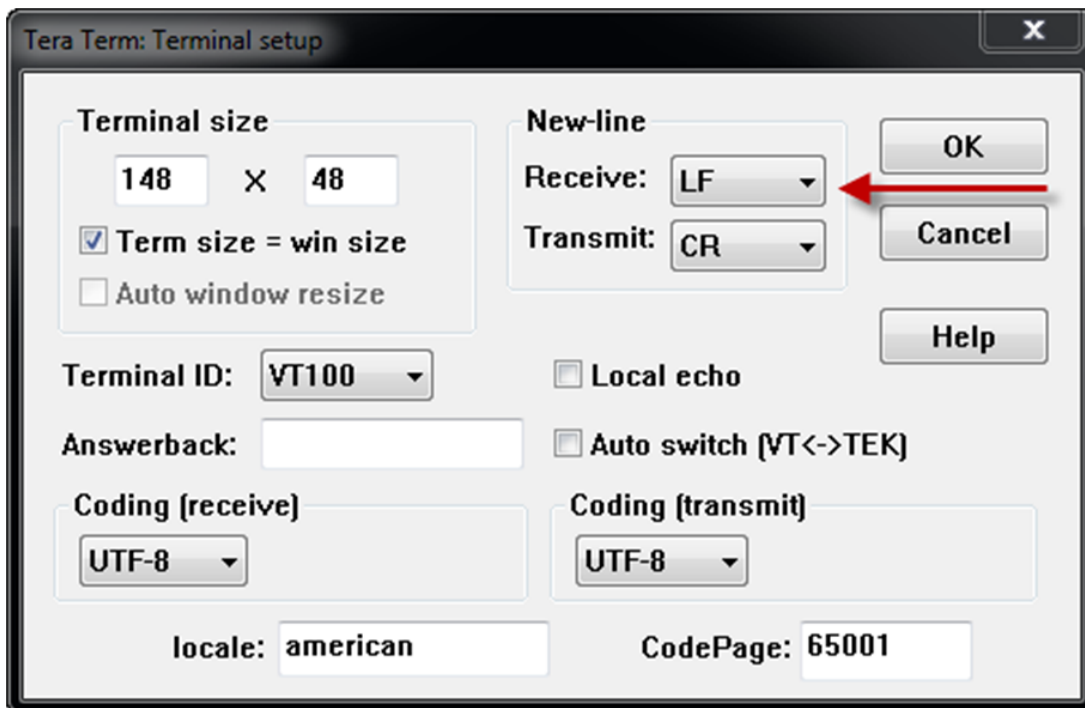 Tera Term: Terminal setup
x
Terminal size
148 X 48
Term size = win size
Auto window resize
New-line
Receive: LF
Transmit: CR
OK
Cancel
Help
Terminal ID: VT100
Local echo
Answerback:
Auto switch (VT<->TEK)
Coding (receive)
UTF-8
Coding (transmit)
UTF-8
locale: american
CodePage: 65001